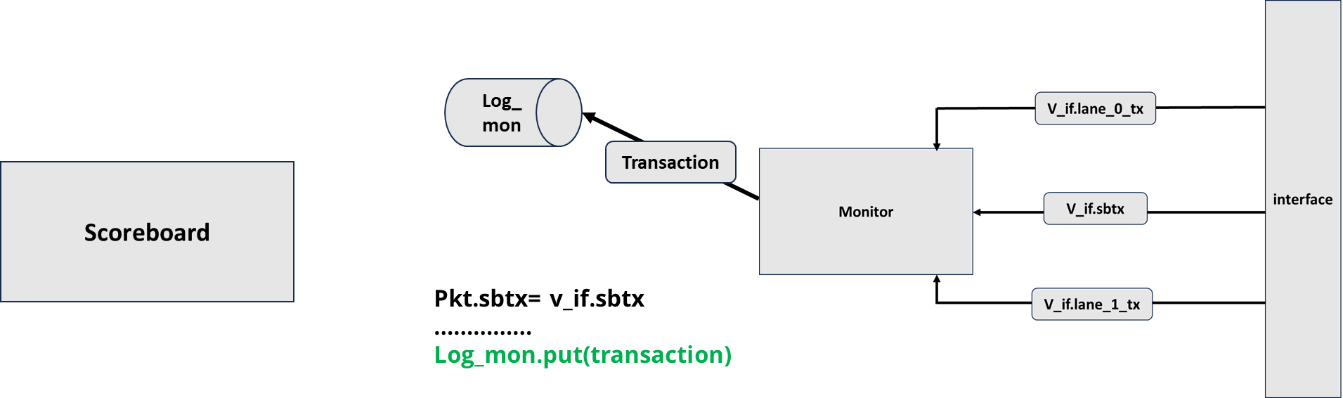 Log_
mon
V_if.lane_0_tx
Transaction
interface
Monitor
V_if.sbtx
Scoreboard
Pkt.sbtx= v_if.sbtx
...............
Log_mon.put(transaction)
V_if.lane_1_tx